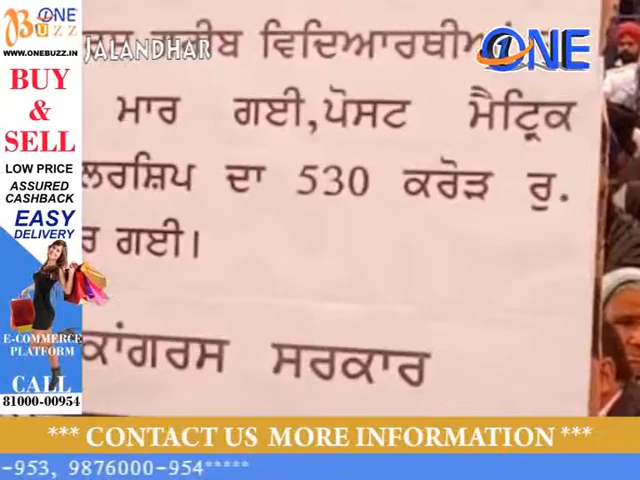 ONE
BUZZ
WWW.ONEBUZZ.IN
BUY
&
SELL
LOW PRICE
ASSURED
CASHBACK
EASY
DELIVERY
E-COMMERCE
PLATFORM
CALL
81000-00954
JALANDHAR
ONE
ਵਿਦਿਆਰਥੀਆਂ
ਮਾਰ ਗਈ,ਪੋਸਟ ਮੈਟ੍ਰਿਕ
ਲਰਸ਼ਿਪ ਦਾ 530 ਕਰੋੜ ਰੁ.
ਰ ਗਈ।
ਕਾਂਗਰਸ ਸਰਕਾਰ
*** CONTACT US MORE INFORMATION ***
-953, 9876000-954*****